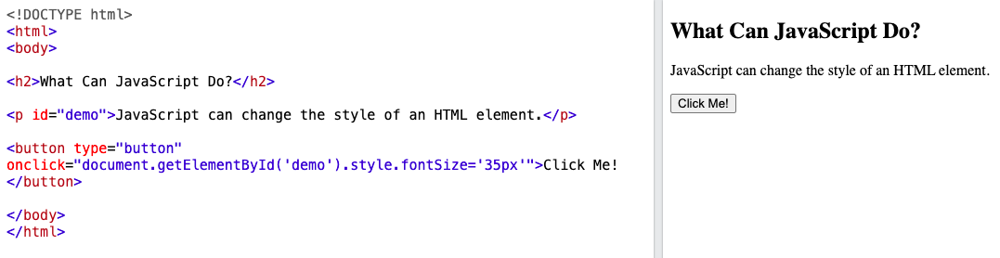 <!DOCTYPE html>
<html>
<body>
<h2>What Can JavaScript Do?</h2>
<p id="demo">JavaScript can change the style of an HTML element.</p>
<button type="button"
onclick="document.getElementById('demo').style.fontSize='35px'">Click Me!
</button>
</body>
</html>
What Can JavaScript Do?
JavaScript can change the style of an HTML element.
Click Me!